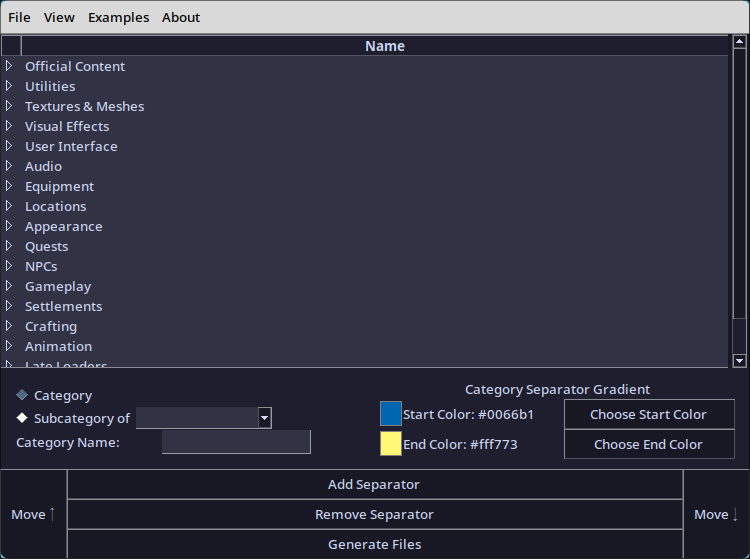 File View Examples About
Name
Official Content
Utilities
Textures & Meshes
Visual Effects
User Interface
Audio
Equipment
Locations
Appearance
Quests
NPCs
Gameplay
Settlements
Crafting
Animation
Late Loaders
Category
Subcategory of
Category Name:
Category Separator Gradient
Start Color: #0066b1 Choose Start Color
End Color: #fff773 Choose End Color
Move ↑
Add Separator
Remove Separator
Generate Files
Move ↓